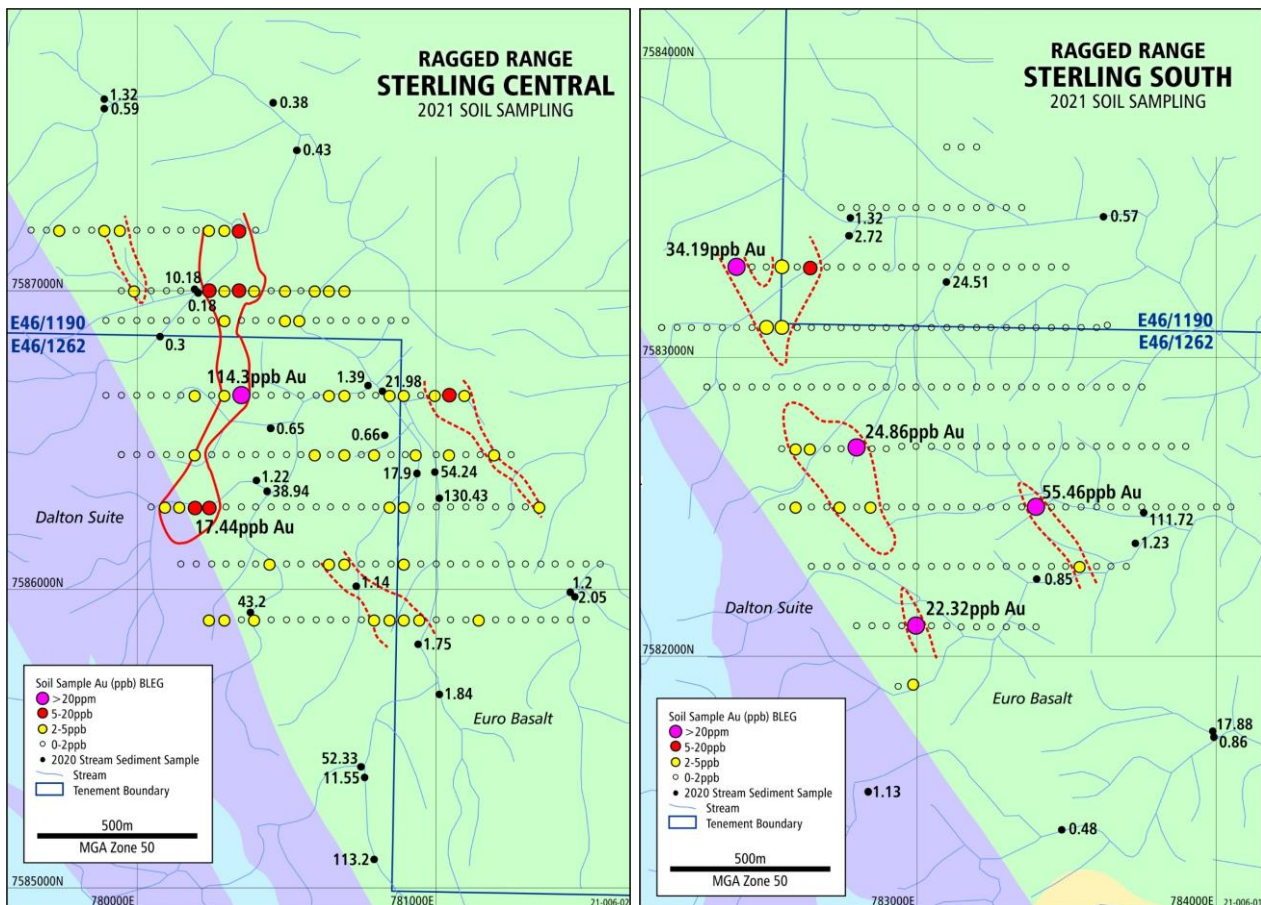 RAGGED RANGE
STERLING CENTRAL
2021 SOIL SAMPLING
1.32
0.59
0.38
0.43
10.18
7587000N
0.18
E46/1190
E46/1262
0.3
114.3ppb Au
1.39
21.98
0.65
0.66
1.22
17.9
54.24
38.94
130.43
Dalton Suite
17.44ppb Au
7586000N
1.14
1.2
2.05
43.2
1.75
1.84
Euro Basalt
52.33
11.55
113.2
Soil Sample Au (ppb) BLEG
>20ppm
5-20ppb
2-5ppb
0-2ppb
2020 Stream Sediment Sample
Stream
Tenement Boundary
500m
MGA Zone 50
7585000N
780000E
781000E
21-006-02
7584000N
RAGGED RANGE
STERLING SOUTH
2021 SOIL SAMPLING
1.32
2.72
0.57
34.19ppb Au
24.51
E46/1190
E46/1262
7583000N
24.86ppb Au
55.46ppb Au
111.72
1.23
0.85
Dalton Suite
22.32ppb Au
7582000N
Euro Basalt
17.88
0.86
1.13
0.48
Soil Sample Au (ppb) BLEG
>20ppm
5-20ppb
2-5ppb
0-2ppb
2020 Stream Sediment Sample
Stream
Tenement Boundary
500m
MGA Zone 50
783000E
784000E
21-006-01